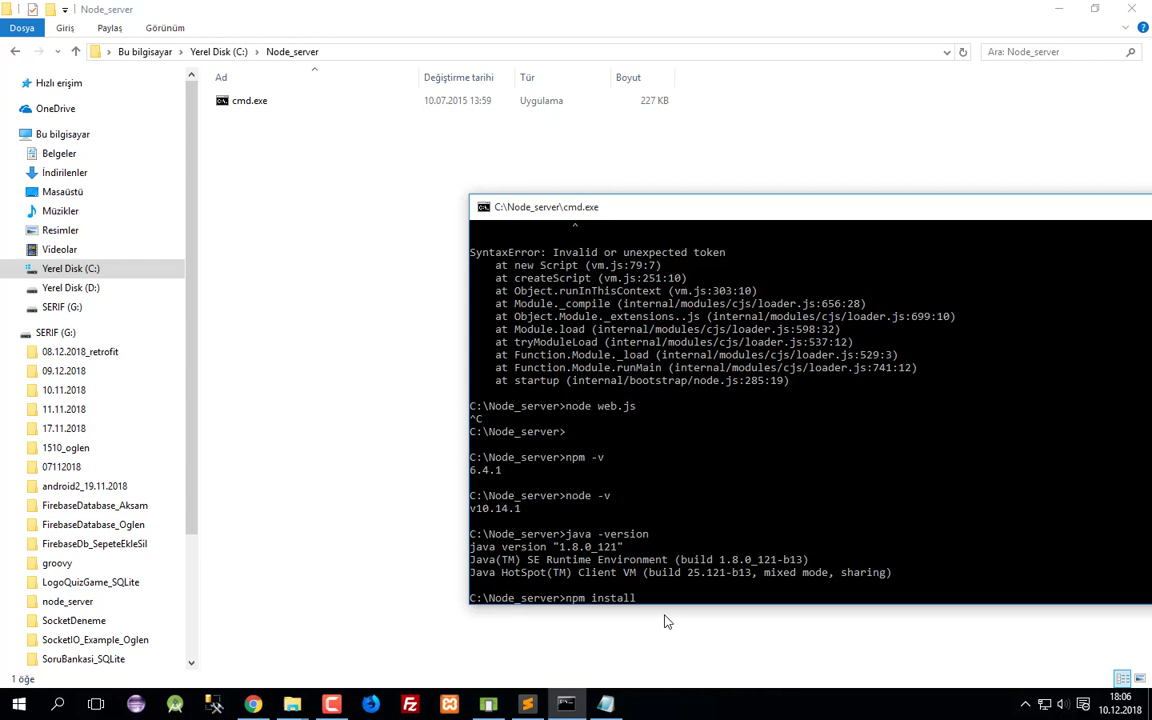 Node_server
Dosya Giriş Paylaş Görünüm
Bu bilgisayar Yerel Disk (C:) Node_server
Ara: Node_server
Ad Değiştirme tarihi Tür Boyut
cmd.exe 10.07.2015 13:59 Uygulama 227 KB
Hızlı erişim
OneDrive
Bu bilgisayar
Belgeler
İndirilenler
Masaüstü
Müzikler
Resimler
Videolar
Yerel Disk (C:)
Yerel Disk (D:)
SERIF (G:)
SERIF (G:)
08.12.2018_retrofit
09.12.2018
10.11.2018
11.11.2018
17.11.2018
1510_oglen
07112018
android2_19.11.2018
FirebaseDatabase_Aksam
FirebaseDatabase_Oglen
FirebaseDb_SepeteEkleSil
groovy
LogoQuizGame_SQLite
node_server
SocketDeneme
SocketIO_Example_Oglen
SoruBankasi_SQLite
1 öğe
C:\Node_server\cmd.exe
^
SyntaxError: Invalid or unexpected token
at new Script (vm.js:79:7)
at createScript (vm.js:251:10)
at Object.runInThisContext (vm.js:303:10)
at Module._compile (internal/modules/cjs/loader.js:656:28)
at Object.Module._extensions..js (internal/modules/cjs/loader.js:699:10)
at Module.load (internal/modules/cjs/loader.js:598:32)
at tryModuleLoad (internal/modules/cjs/loader.js:537:12)
at Function.Module._load (internal/modules/cjs/loader.js:529:3)
at Function.Module.runMain (internal/modules/cjs/loader.js:741:12)
at startup (internal/bootstrap/node.js:285:19)
C:\Node_server>node web.js
^C
C:\Node_server>
C:\Node_server>npm -v
6.4.1
C:\Node_server>node -v
v10.14.1
C:\Node_server>java -version
java version "1.8.0_121"
Java(TM) SE Runtime Environment (build 1.8.0_121-b13)
Java HotSpot(TM) Client VM (build 25.121-b13, mixed mode, sharing)
C:\Node_server>npm install
18:06
10.12.2018